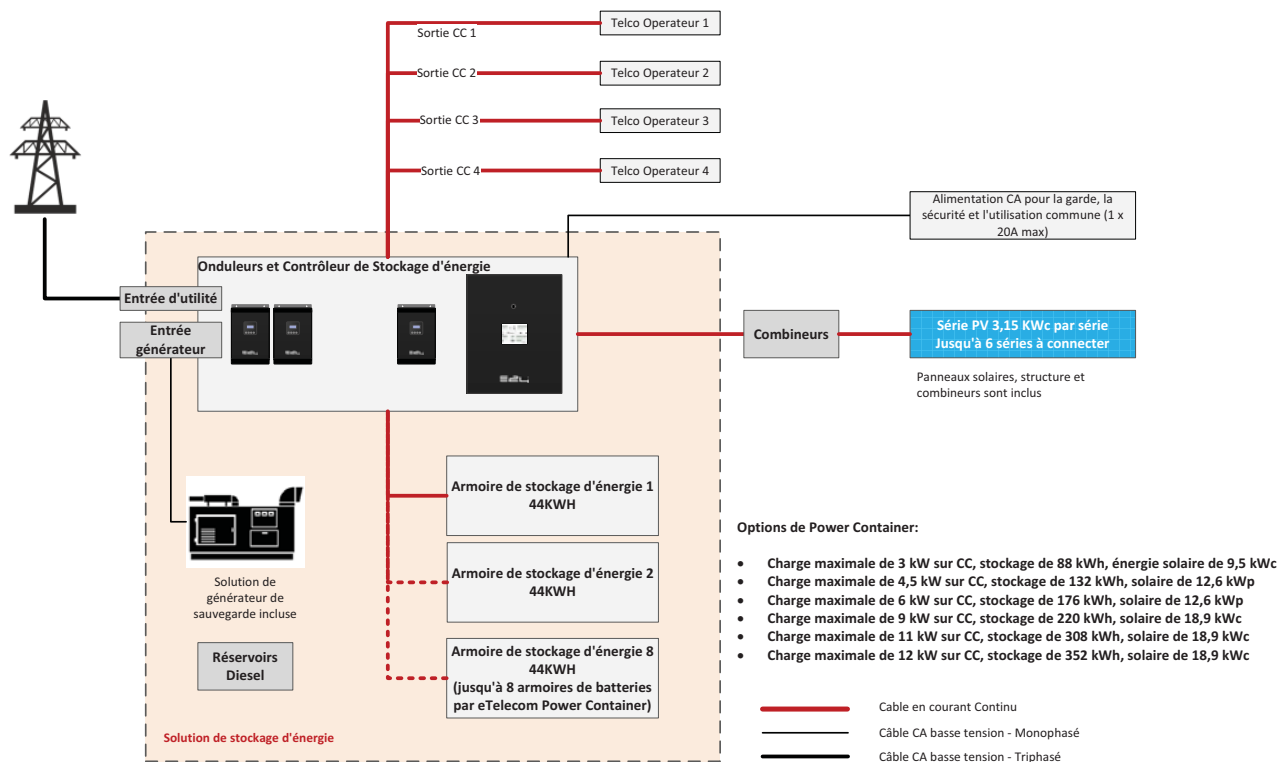 Sortie CC 1
Telco Operateur 1
Sortie CC 2
Telco Operateur 2
Sortie CC 3
Telco Operateur 3
Sortie CC 4
Telco Operateur 4
Alimentation CA pour la garde, la
sécurité et l'utilisation commune (1 x
20A max)
Onduleurs et Contrôleur de Stockage d'énergie
Entrée d'utilité
Entrée
générateur
Combineurs
Série PV 3,15 KWc par série
Jusqu'à 6 séries à connecter
Panneaux solaires, structure et
combineurs sont inclus
Armoire de stockage d'énergie 1
44KWH
Armoire de stockage d'énergie 2
44KWH
Armoire de stockage d'énergie 8
44KWH
(jusqu'à 8 armoires de batteries
par eTelecom Power Container)
Solution de
générateur de
sauvegarde incluse
Réservoirs
Diesel
Solution de stockage d'énergie
Options de Power Container:
• Charge maximale de 3 kW sur CC, stockage de 88 kWh, énergie solaire de 9,5 kWc
• Charge maximale de 4,5 kW sur CC, stockage de 132 kWh, solaire de 12,6 kWp
• Charge maximale de 6 kW sur CC, stockage de 176 kWh, solaire de 12,6 kWp
• Charge maximale de 9 kW sur CC, stockage de 220 kWh, solaire de 18,9 kWc
• Charge maximale de 11 kW sur CC, stockage de 308 kWh, solaire de 18,9 kWc
• Charge maximale de 12 kW sur CC, stockage de 352 kWh, solaire de 18,9 kWc
Cable en courant Continu
Câble CA basse tension - Monophasé
Câble CA basse tension - Triphasé